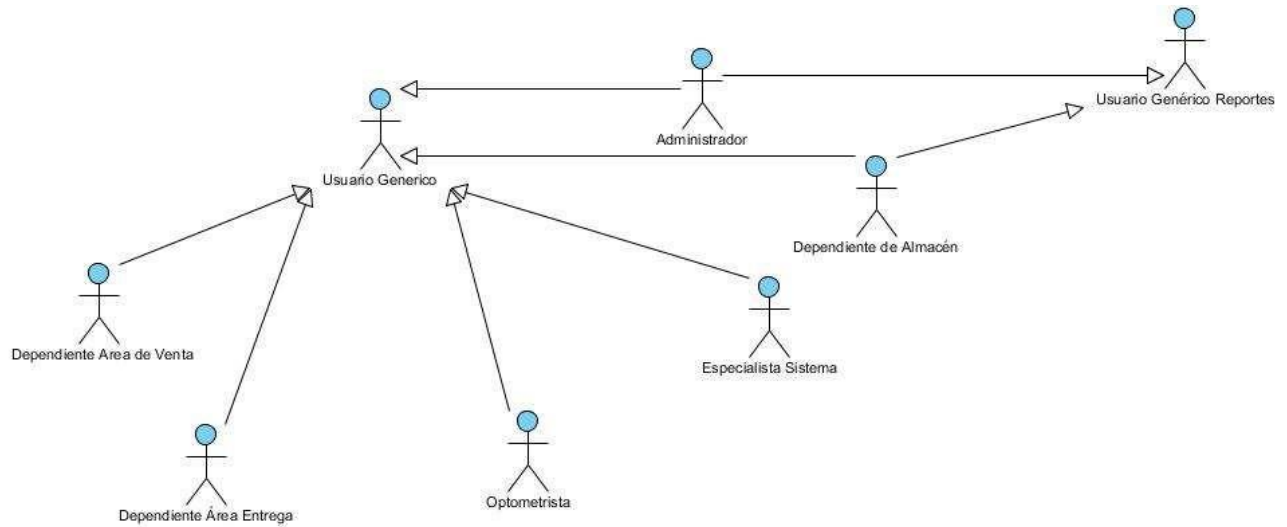 Usuario Genérico Reportes
Administrador
Usuario Generico
Dependiente de Almacén
Dependiente Area de Venta
Especialista Sistema
Optometrista
Dependiente Área Entrega